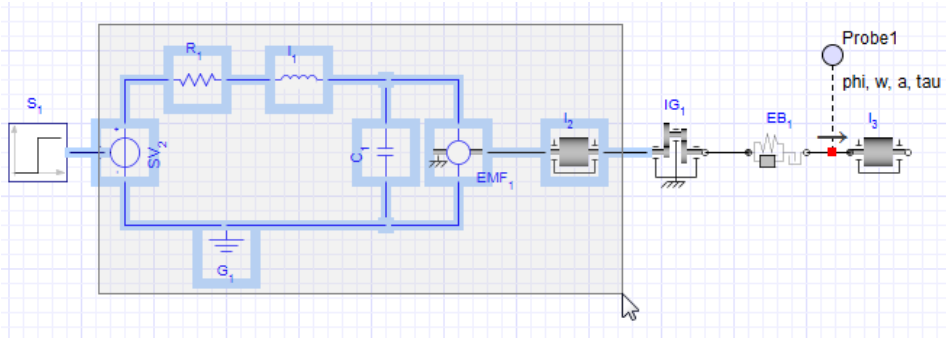 Probe1
phi, w, a, tau
R1
I1
S1
SV2
C1
EMF1
I2
IG1
EB1
I3
G1
+
-